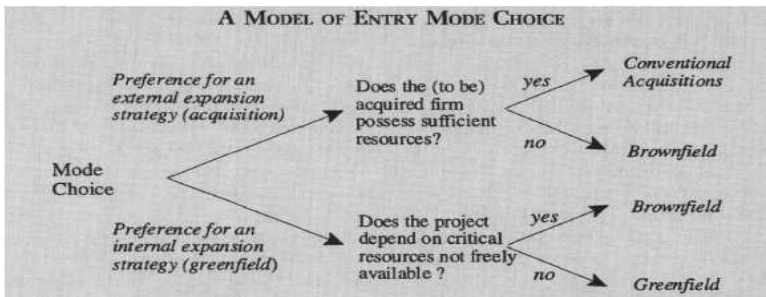 A MODEL OF ENTRY MODE CHOICE
Preference for an
external expansion
strategy (acquisition)
Does the (to be)
acquired firm
possess sufficient
resources?
yes
Conventional
Acquisitions
no
Brownfield
Mode
Choice
Preference for an
internal expansion
strategy (greenfield)
Does the project
depend on critical
resources not freely
available ?
yes
Brownfield
no
Greenfield